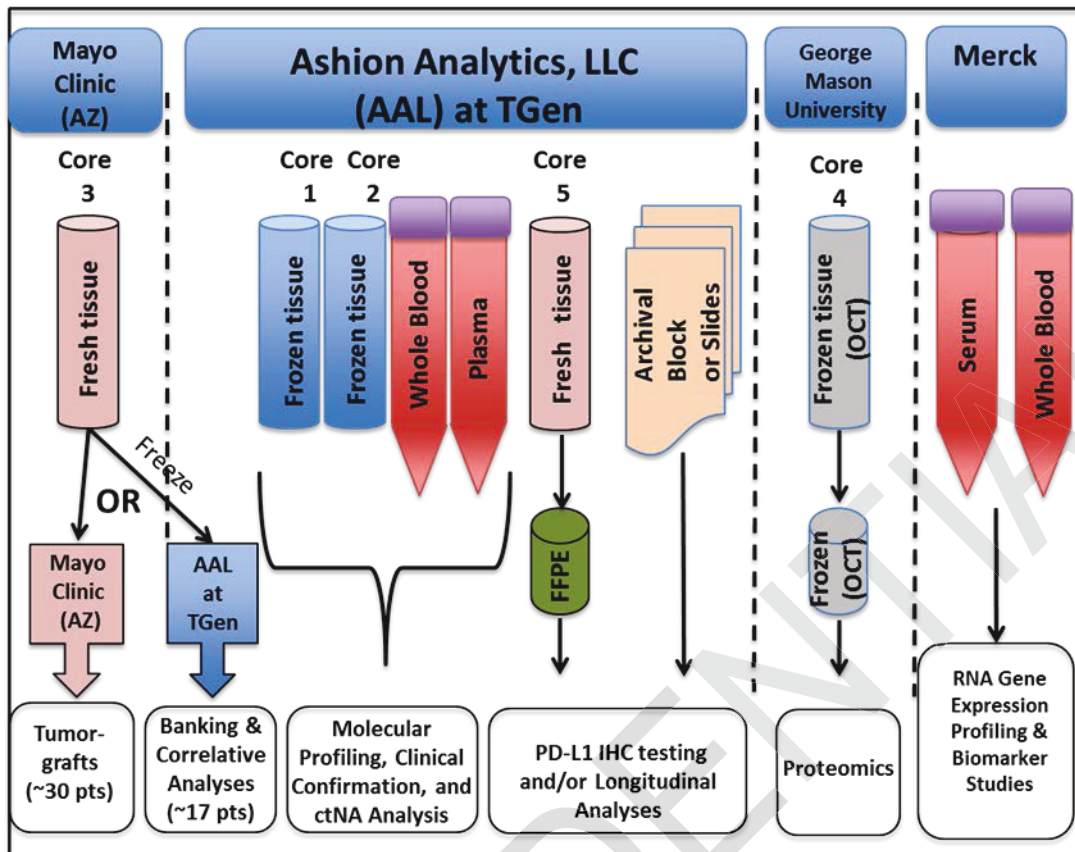 Mayo
Clinic
(AZ)
Ashion Analytics, LLC
(AAL) at TGen
George
Mason
University
Merck
Core
3
Core
1
Core
2
Core
5
Core
4
Fresh tissue
Frozen tissue
Frozen tissue
Whole Blood
Plasma
Fresh tissue
Archival Block
or Slides
Frozen tissue
(OCT)
Serum
Whole Blood
Freeze
OR
Mayo
Clinic
(AZ)
AAL
at
TGen
FFPE
Frozen
(OCT)
Tumor-
grafts
(~30 pts)
Banking &
Correlative
Analyses
(~17 pts)
Molecular
Profiling, Clinical
Confirmation, and
ctNA Analysis
PD-L1 IHC testing
and/or Longitudinal
Analyses
Proteomics
RNA Gene
Expression
Profiling &
Biomarker
Studies